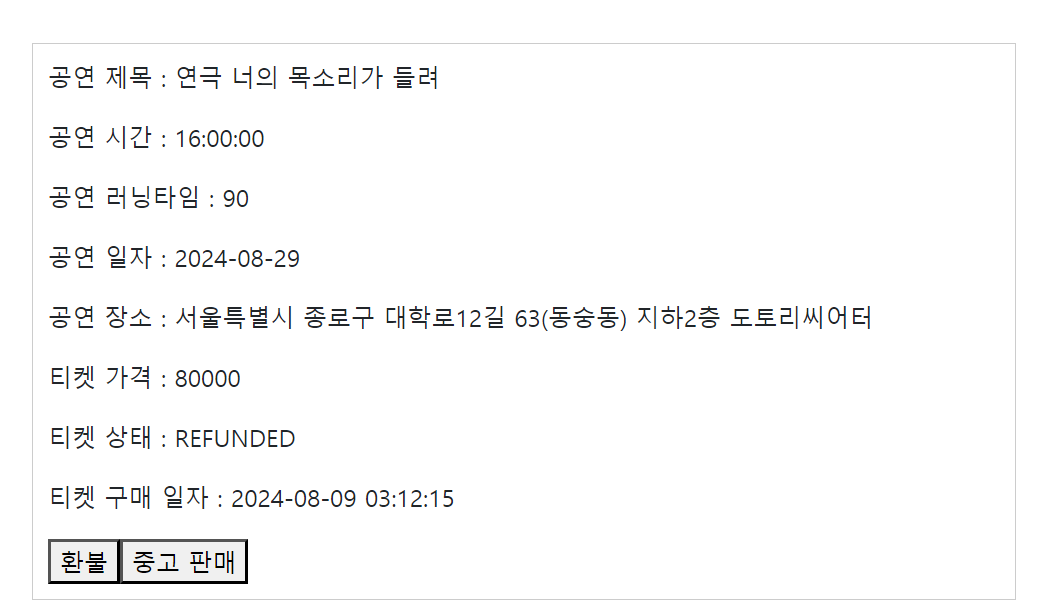 공연 제목 : 연극 너의 목소리가 들려
공연 시간 : 16:00:00
공연 러닝타임 : 90
공연 일자 : 2024-08-29
공연 장소 : 서울특별시 종로구 대학로12길 63(동숭동) 지하2층 도토리씨어터
티켓 가격 : 80000
티켓 상태 : REFUNDED
티켓 구매 일자 : 2024-08-09 03:12:15
환불 중고 판매